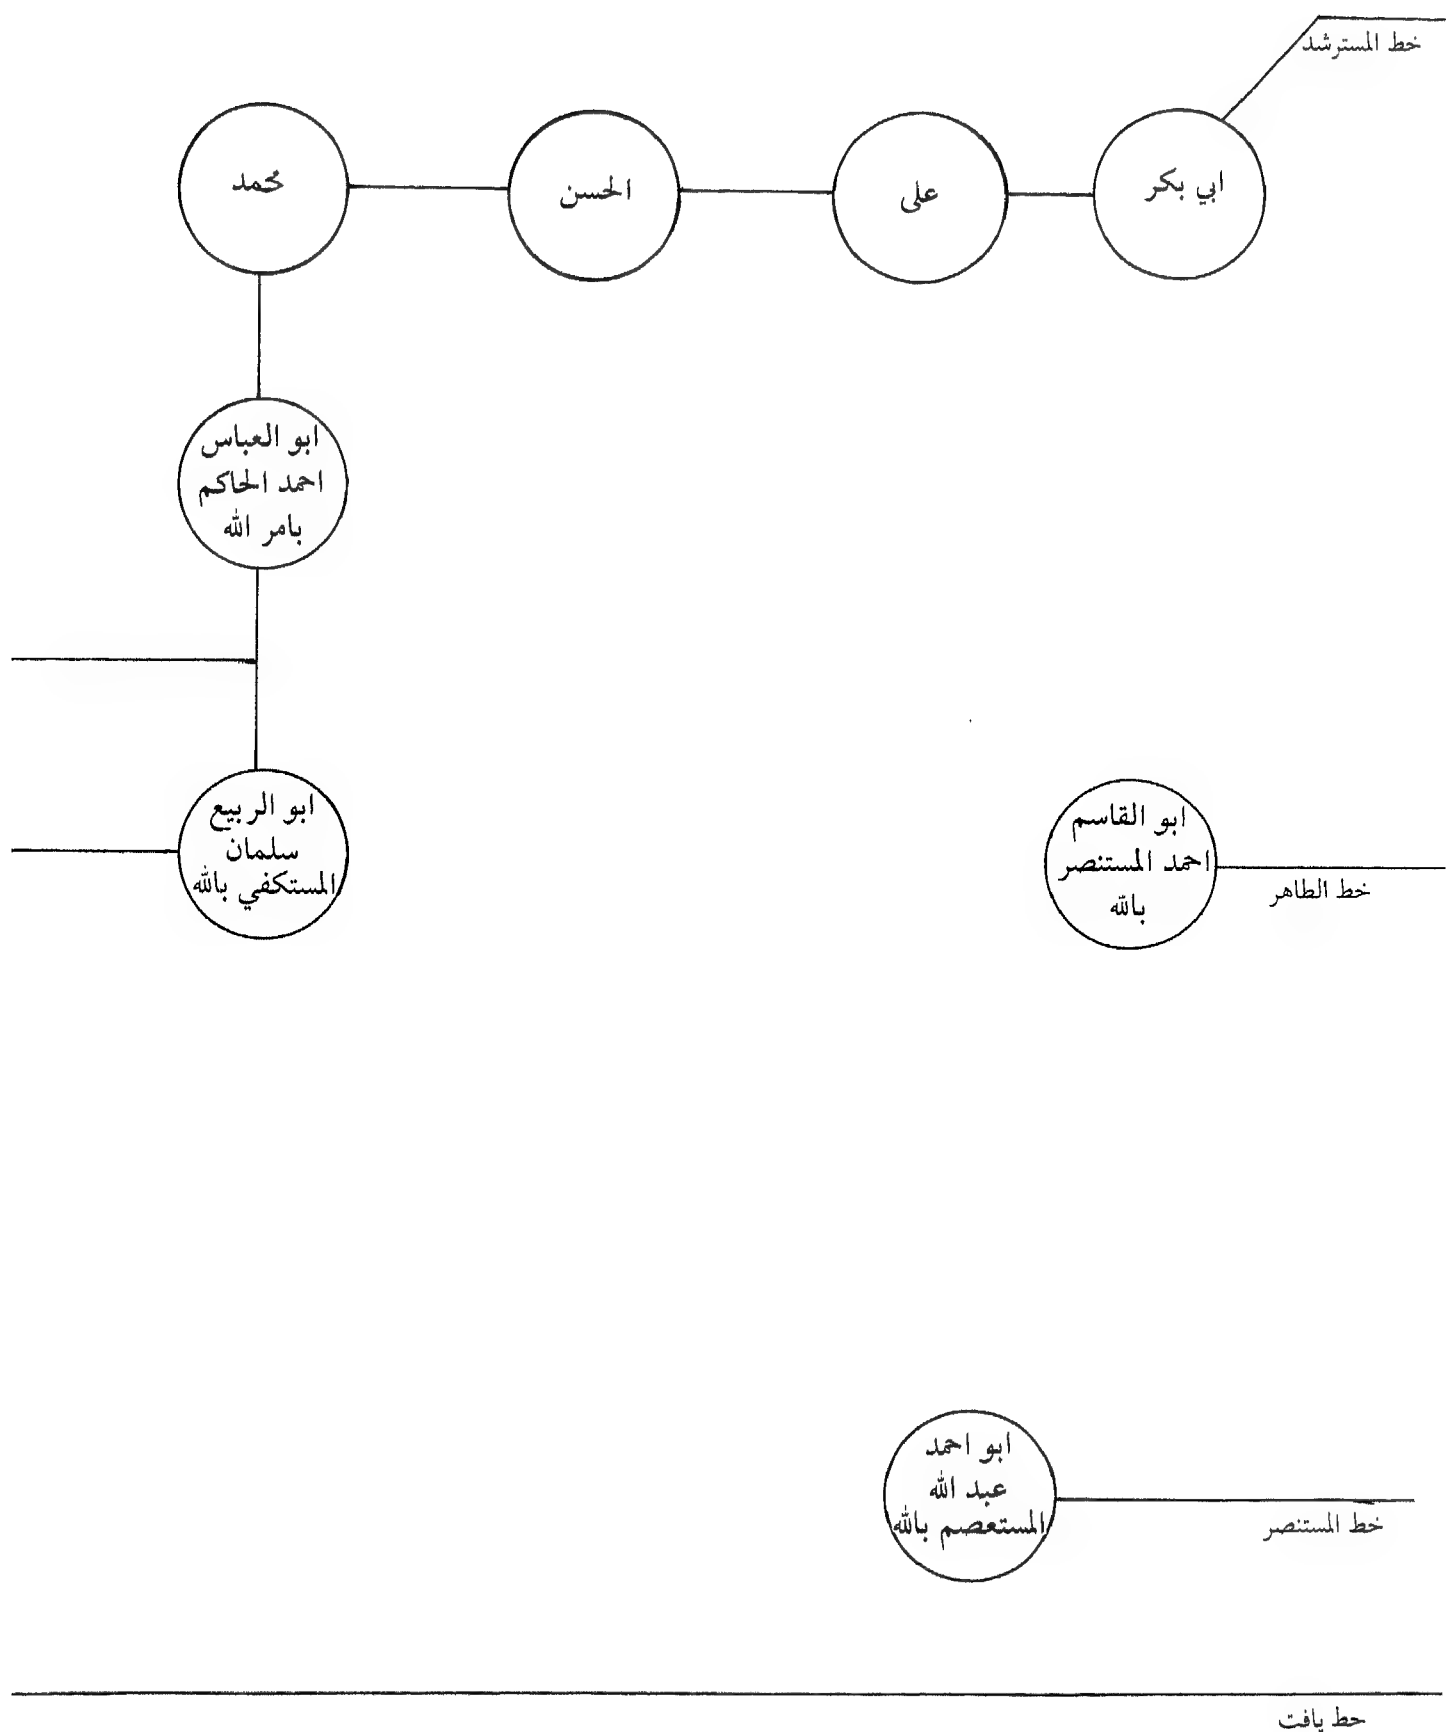 خط المسترشد
ابي بكر
على
الحسن
محمد
ابو العباس
احمد الحاكم
بامر الله
ابو القاسم
احمد المستنصر
بالله
خط الطاهر
ابو الربيع
سلمان
المستكفي بالله
ابو احمد
عبد الله
المستعصم بالله
خط المستنصر
حط يافت